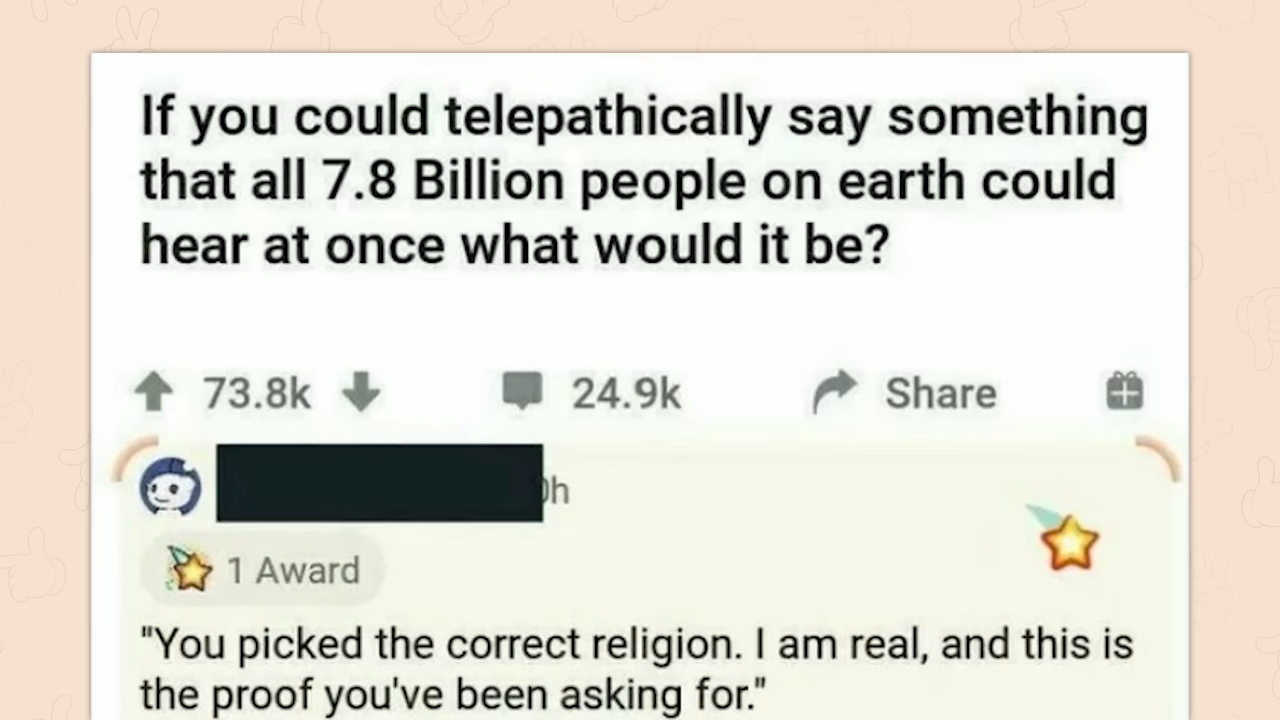 If you could telepathically say something
that all 7.8 Billion people on earth could
hear at once what would it be?
73.8k 24.9k Share
h
1 Award
"You picked the correct religion. I am real, and this is
the proof you've been asking for."